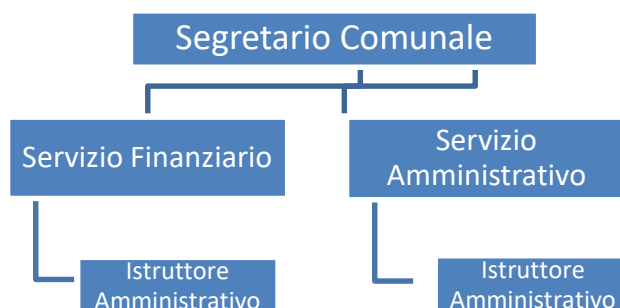 Segretario Comunale
Servizio Finanziario
Servizio
Amministrativo
Istruttore
Amministrativo
Istruttore
Amministrativo